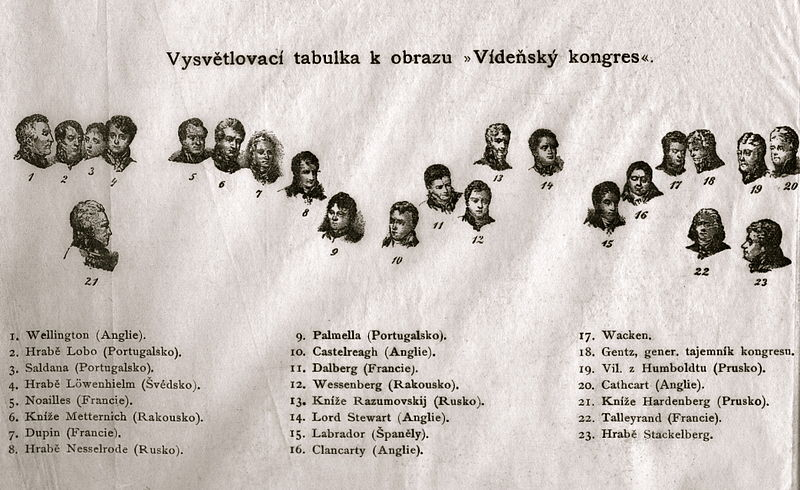 Vysvětlovací tabulka k obrazu »Vídeňský kongres«.
1 2 3 4 5 6 7 8 9 10 11 12 13 14 15 16 17 18 19 20
21 22 23
1. Wellington (Anglie).
2. Hrabě Lobo (Portugalsko).
3. Saldana (Portugalsko).
4. Hrabě Löwenhielm (Švédsko).
5. Noailles (Francie).
6. Kníže Metternich (Rakousko).
7. Dupin (Francie).
8. Hrabě Nesselrode (Rusko).
9. Palmella (Portugalsko).
10. Castelreagh (Anglie).
11. Dalberg (Francie).
12. Wessenberg (Rakousko).
13. Kníže Razumovskij (Rusko).
14. Lord Stewart (Anglie).
15. Labrador (Španěly).
16. Clancarty (Anglie).
17. Wacken.
18. Gentz, gener. tajemník kongresu.
19. Vil. z Humboldtu (Prusko).
20. Cathcart (Anglie).
21. Kníže Hardenberg (Prusko).
22. Talleyrand (Francie).
23. Hrabě Stackelberg.